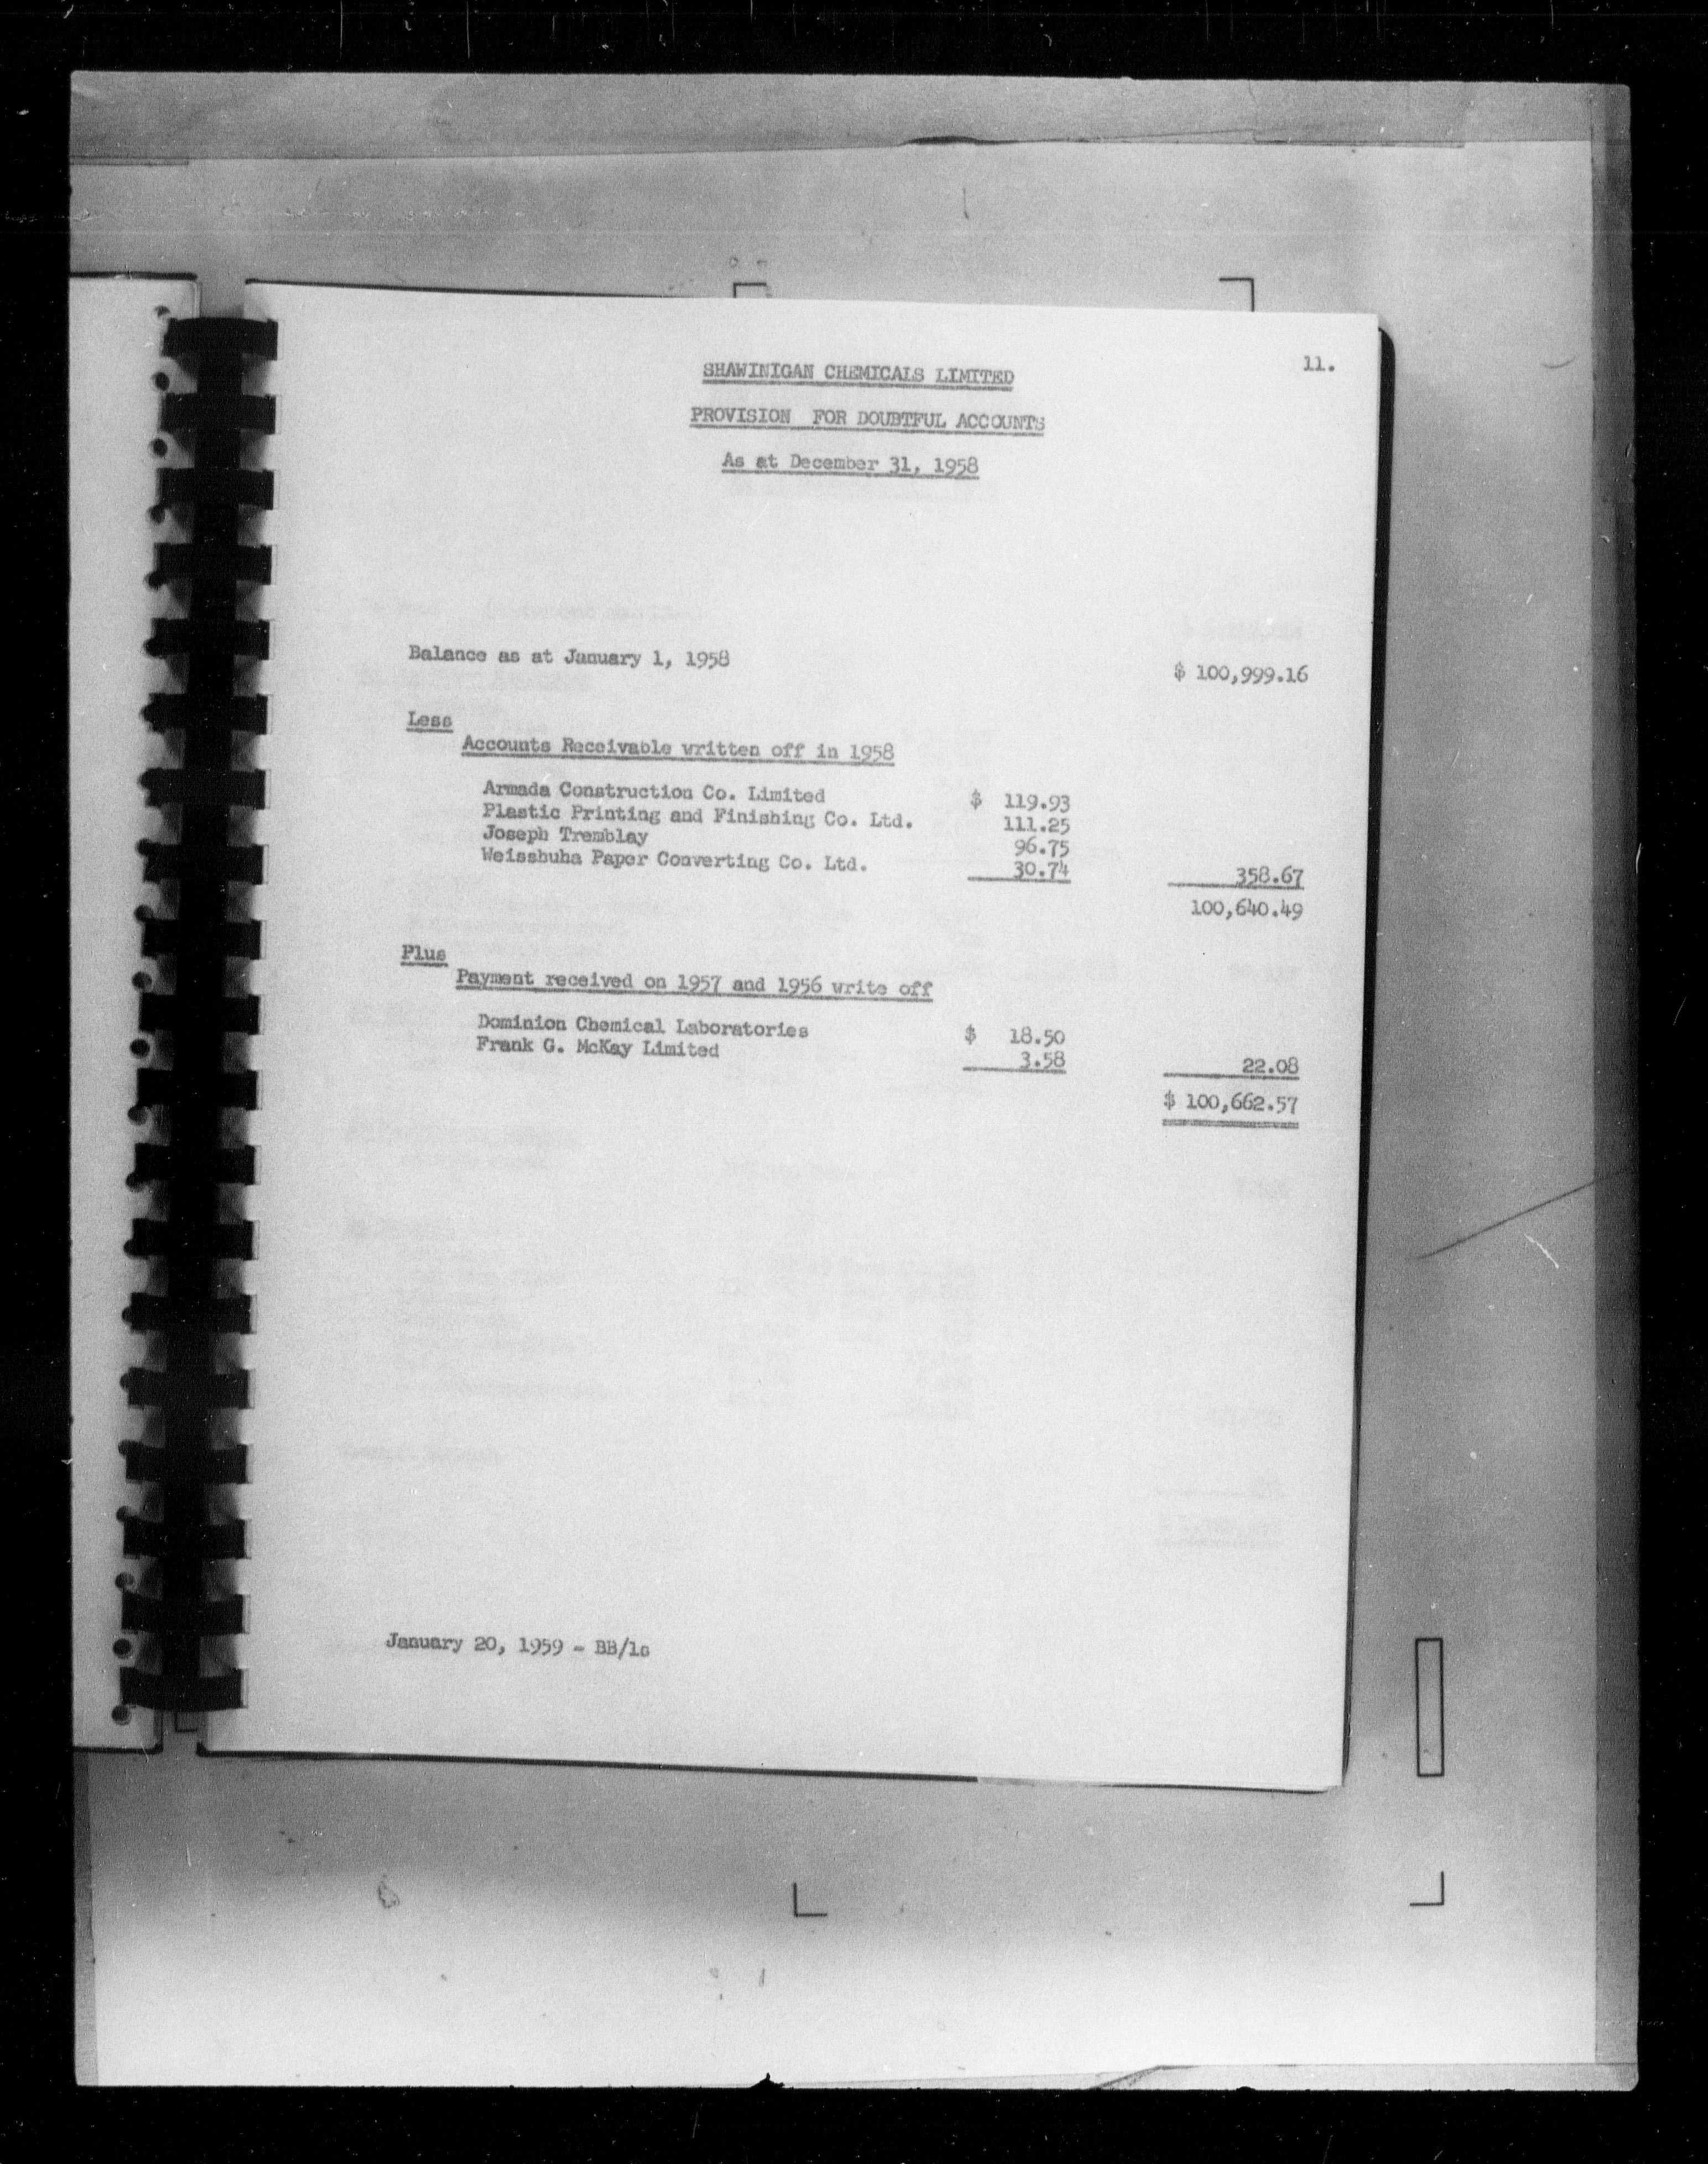 11.
SHAWINIGAN CHEMICALS LIMITED
PROVISION FOR DOUBTFUL ACCOUNTS
As at December 31, 1958
Balance as at January 1, 1958 $ 100,999.16
Less
Accounts Receivable written off in 1958
Armada Construction Co. Limited $ 119.93
Plastic Printing and Finishing Co. Ltd. 111.25
Joseph Tremblay 96.75
Weissbuha Paper Converting Co. Ltd. 30.74 358.67
100,640.49
Plus
Payment received on 1957 and 1956 write off
Dominion Chemical Laboratories $ 18.50
Frank G. McKay Limited 3.58 22.08
$ 100,662.57
January 20, 1959 - BB/lc